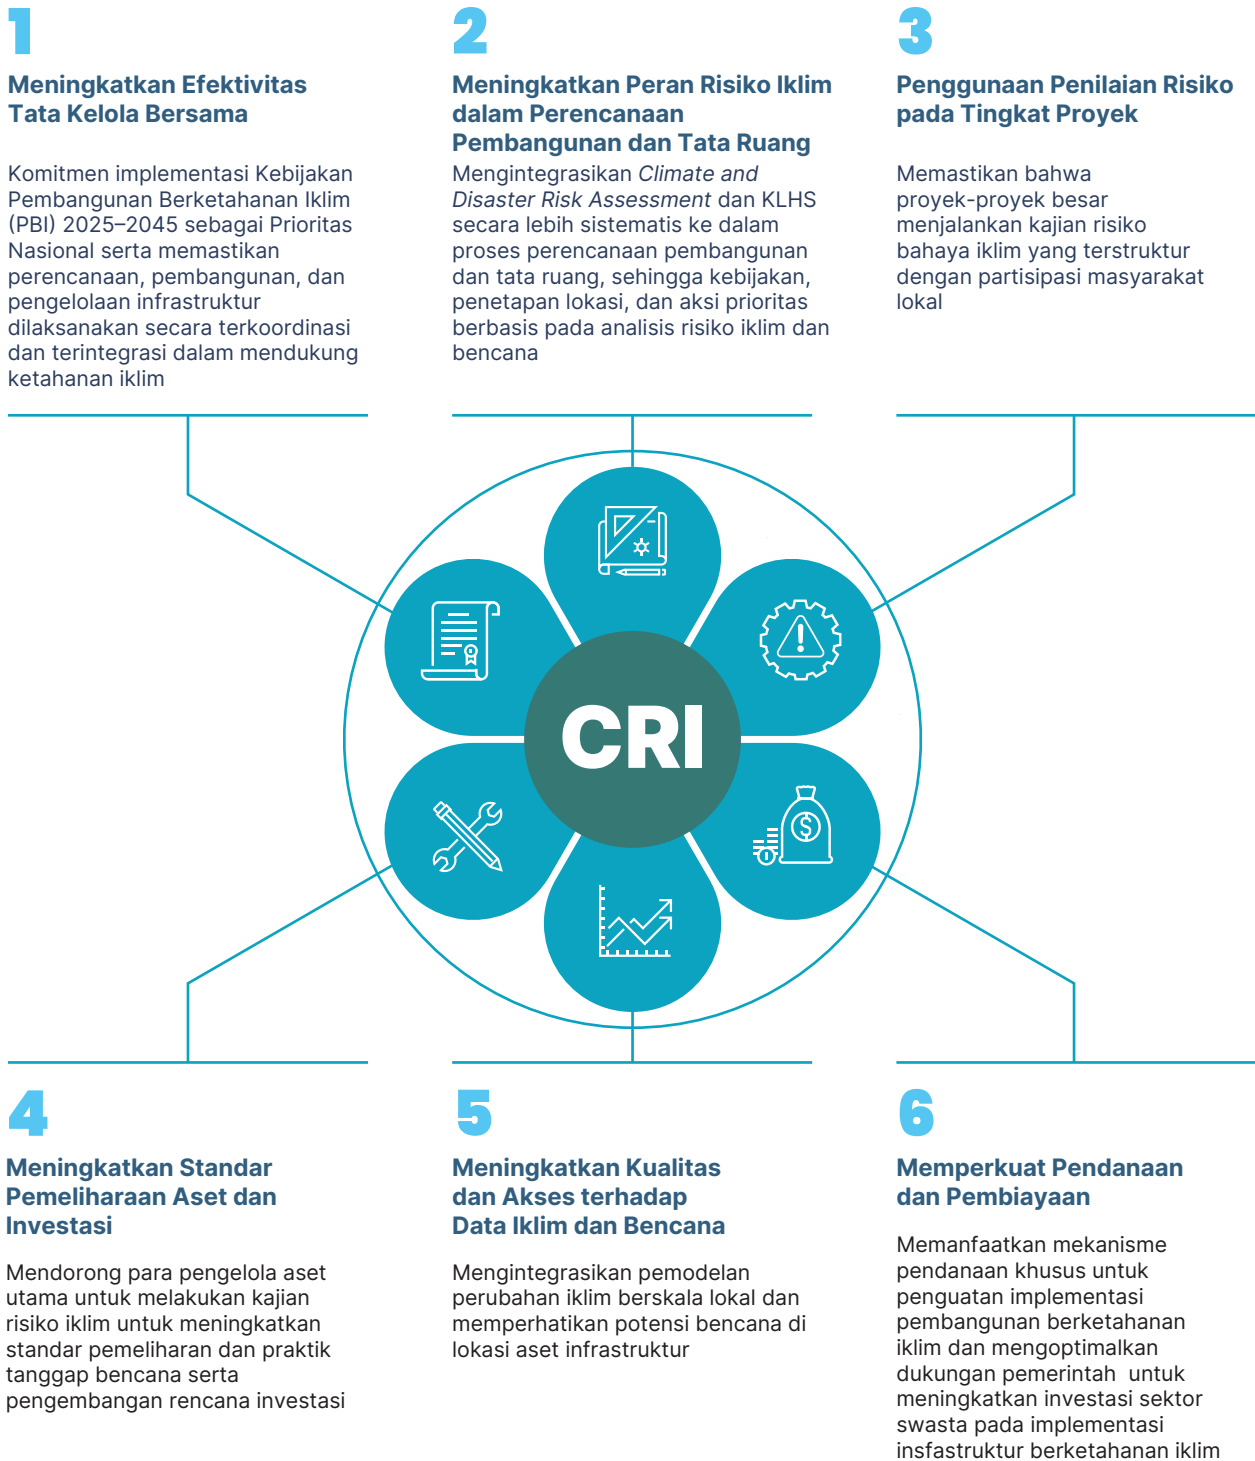 1
Meningkatkan Efektivitas
Tata Kelola Bersama
Komitmen implementasi Kebijakan
Pembangunan Berketahanan Iklim
(PBI) 2025–2045 sebagai Prioritas
Nasional serta memastikan
perencanaan, pembangunan, dan
pengelolaan infrastruktur
dilaksanakan secara terkoordinasi
dan terintegrasi dalam mendukung
ketahanan iklim
2
Meningkatkan Peran Risiko Iklim
dalam Perencanaan
Pembangunan dan Tata Ruang
Mengintegrasikan Climate and
Disaster Risk Assessment dan KLHS
secara lebih sistematis ke dalam
proses perencanaan pembangunan
dan tata ruang, sehingga kebijakan,
penetapan lokasi, dan aksi prioritas
berbasis pada analisis risiko iklim dan
bencana
3
Penggunaan Penilaian Risiko
pada Tingkat Proyek
Memastikan bahwa
proyek-proyek besar
menjalankan kajian risiko
bahaya iklim yang terstruktur
dengan partisipasi masyarakat
lokal
CRI
4
Meningkatkan Standar
Pemeliharaan Aset dan
Investasi
Mendorong para pengelola aset
utama untuk melakukan kajian
risiko iklim untuk meningkatkan
standar pemeliharan dan praktik
tanggap bencana serta
pengembangan rencana investasi
5
Meningkatkan Kualitas
dan Akses terhadap
Data Iklim dan Bencana
Mengintegrasikan pemodelan
perubahan iklim berskala lokal dan
memperhatikan potensi bencana di
lokasi aset infrastruktur
6
Memperkuat Pendanaan
dan Pembiayaan
Memanfaatkan mekanisme
pendanaan khusus untuk
penguatan implementasi
pembangunan berketahanan
iklim dan mengoptimalkan
dukungan pemerintah  untuk
meningkatkan investasi sektor
swasta pada implementasi
insfastruktur berketahanan iklim